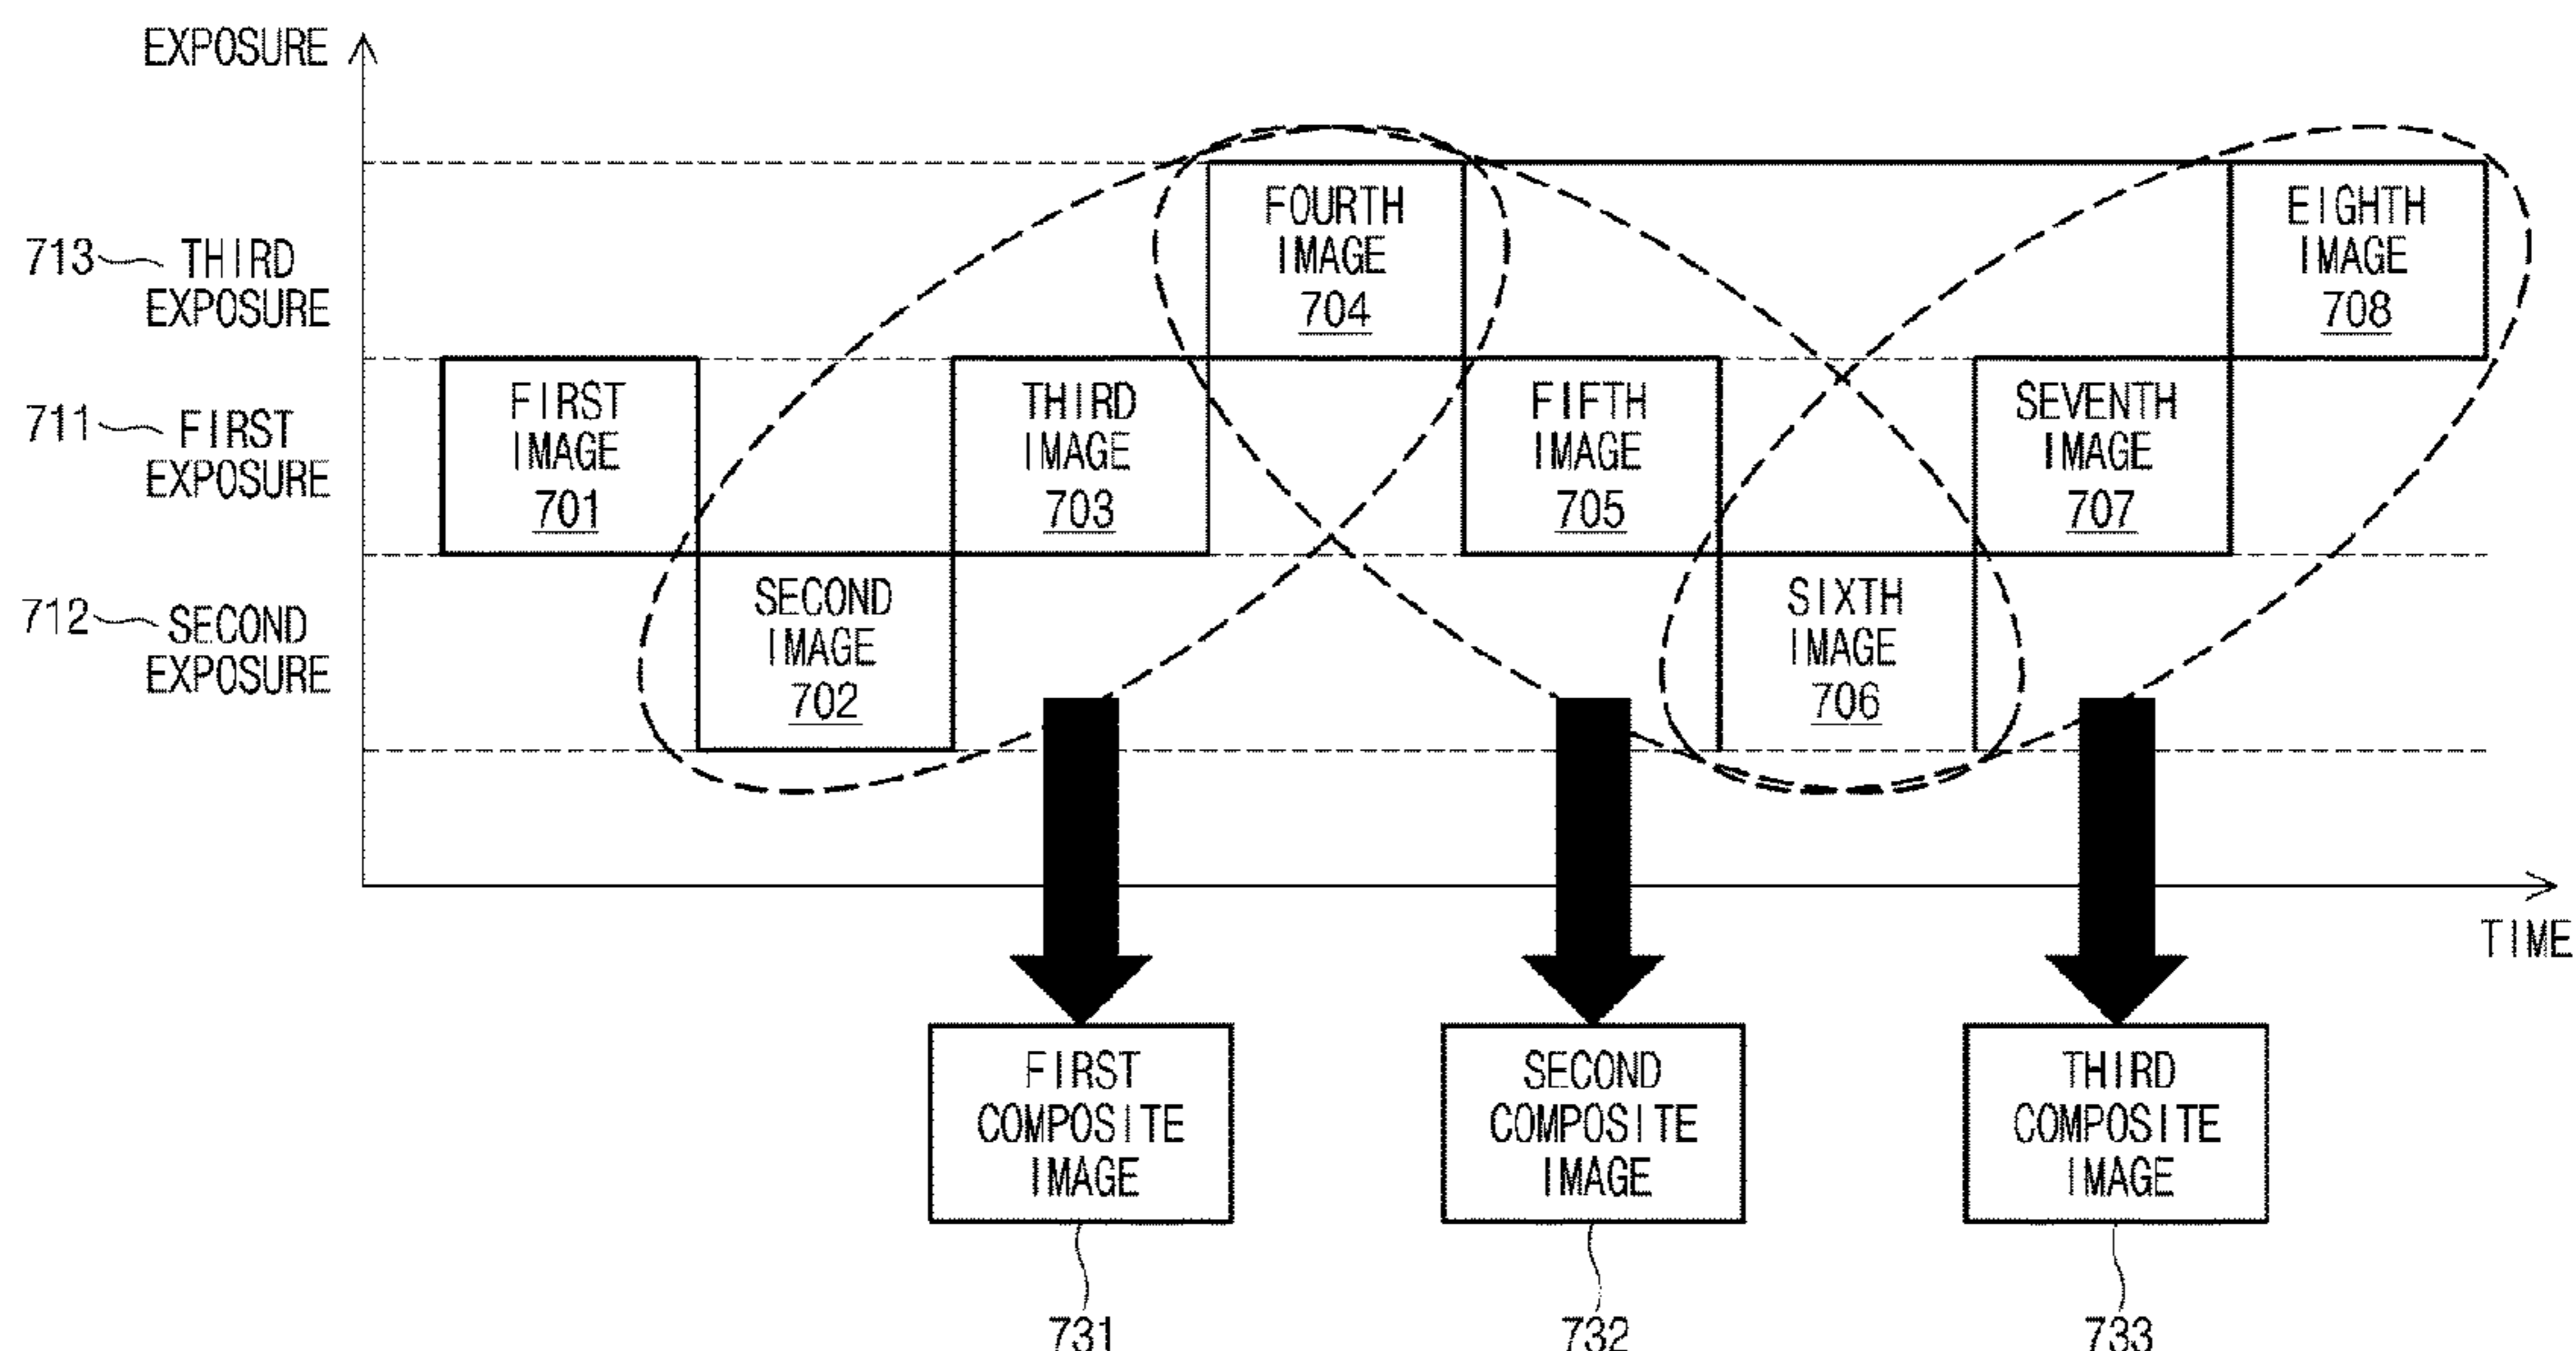 EXPOSURE
713 THIRD
EXPOSURE
711 FIRST
EXPOSURE
712 SECOND
EXPOSURE
FIRST
IMAGE
701
SECOND
IMAGE
702
THIRD
IMAGE
703
FOURTH
IMAGE
704
FIFTH
IMAGE
705
SIXTH
IMAGE
706
SEVENTH
IMAGE
707
EIGHTH
IMAGE
708
TIME
FIRST
COMPOSITE
IMAGE
731
SECOND
COMPOSITE
IMAGE
732
THIRD
COMPOSITE
IMAGE
733